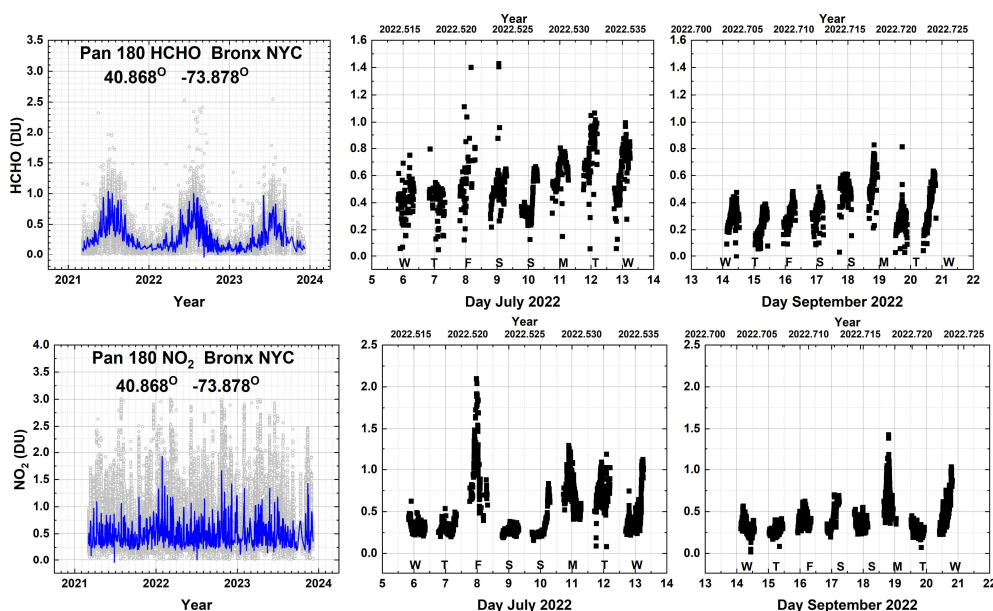 Year
Year
2022.515 2022.520 2022.525 2022.530 2022.535
2022.700 2022.705 2022.710 2022.715 2022.720 2022.725
Pan 180 HCHO Bronx NYC
40.868O -73.878O
HCHO (DU)
3.5
3.0
2.5
2.0
1.5
1.0
0.5
0.0
2021 2022 2023 2024
Year
1.6
1.4
1.2
1.0
0.8
0.6
0.4
0.2
0.0
W T F S S M T W
5 6 7 8 9 10 11 12 13 14
Day July 2022
1.6
1.4
1.2
1.0
0.8
0.6
0.4
0.2
0.0
W T F S S M T W
13 14 15 16 17 18 19 20 21 22
Day September 2022
Year
Year
2022.515 2022.520 2022.525 2022.530 2022.535
2022.700 2022.705 2022.710 2022.715 2022.720 2022.725
Pan 180 NO2 Bronx NYC
40.868O -73.878O
NO2 (DU)
4.0
3.5
3.0
2.5
2.0
1.5
1.0
0.5
0.0
2021 2022 2023 2024
Year
2.5
2.0
1.5
1.0
0.5
0.0
W T F S S M T W
5 6 7 8 9 10 11 12 13 14
Day July 2022
2.5
2.0
1.5
1.0
0.5
0.0
W T F S S M T W
13 14 15 16 17 18 19 20 21 22
Day September 2022